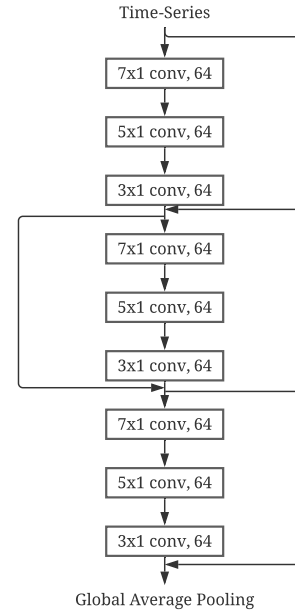 Time-Series
7x1 conv, 64
5x1 conv, 64
3x1 conv, 64
7x1 conv, 64
5x1 conv, 64
3x1 conv, 64
7x1 conv, 64
5x1 conv, 64
3x1 conv, 64
Global Average Pooling